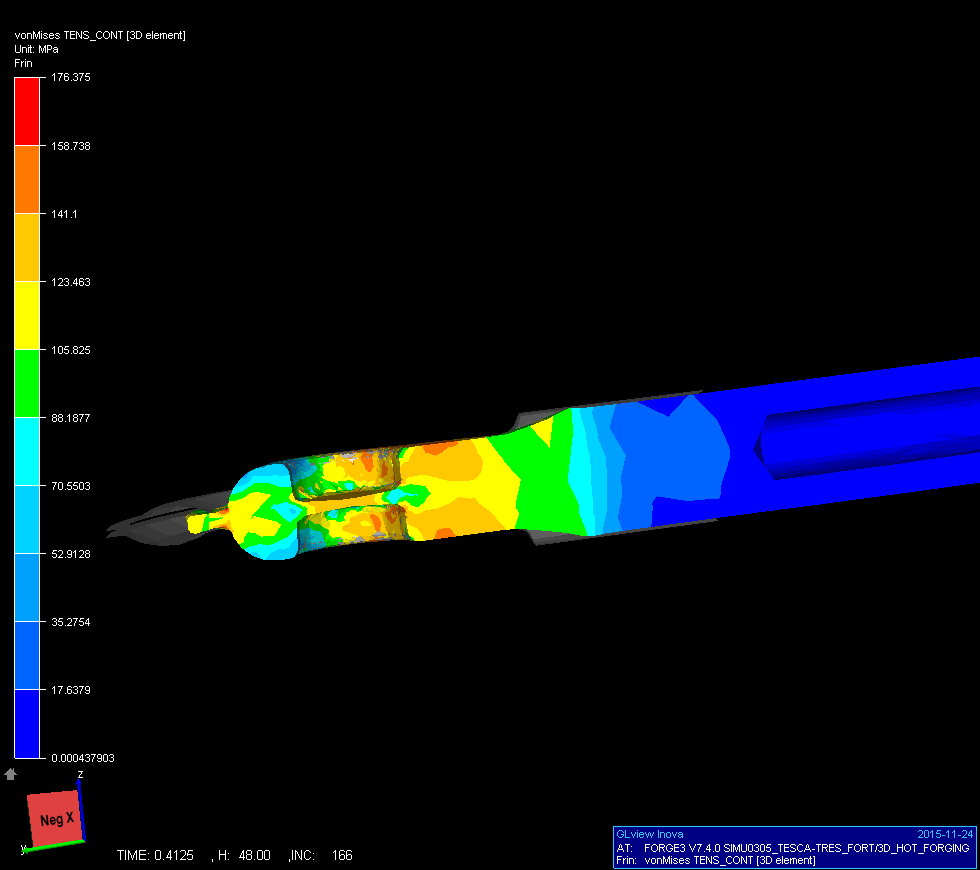 vonMises TENS_CONT [3D element]
Unit: MPa
Frin
176.375
158.738
141.1
123.463
105.825
88.1877
70.5503
52.9128
35.2754
17.6379
0.000437903
z
Neg X
y
TIME: 0.4125 , H: 48.00 ,INC: 166
GLview Inova 2015-11-24
AT: FORGE3 V7.4.0 SIMU0305_TESCA-TRES_FORT/3D_HOT_FORGING
Frin: vonMises TENS_CONT [3D element]